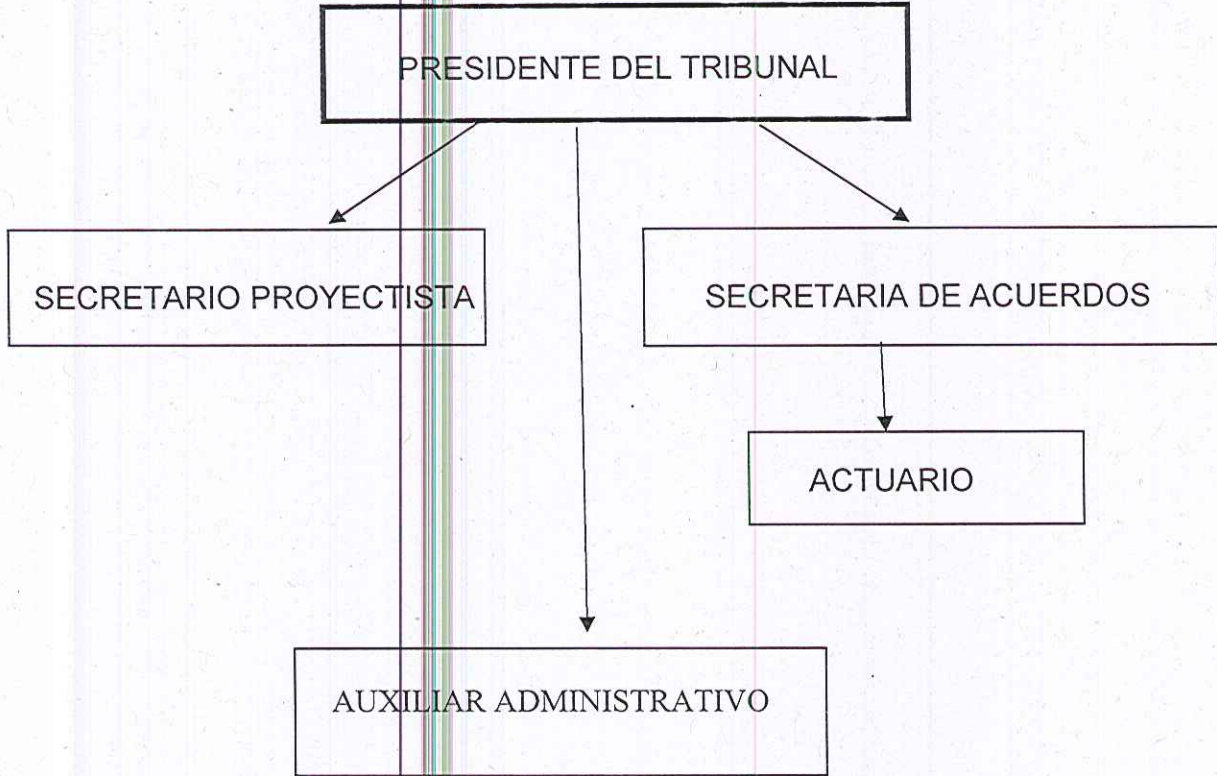 PRESIDENTE DEL TRIBUNAL
SECRETARIO PROYECTISTA
SECRETARIA DE ACUERDOS
ACTUARIO
AUXILIAR ADMINISTRATIVO